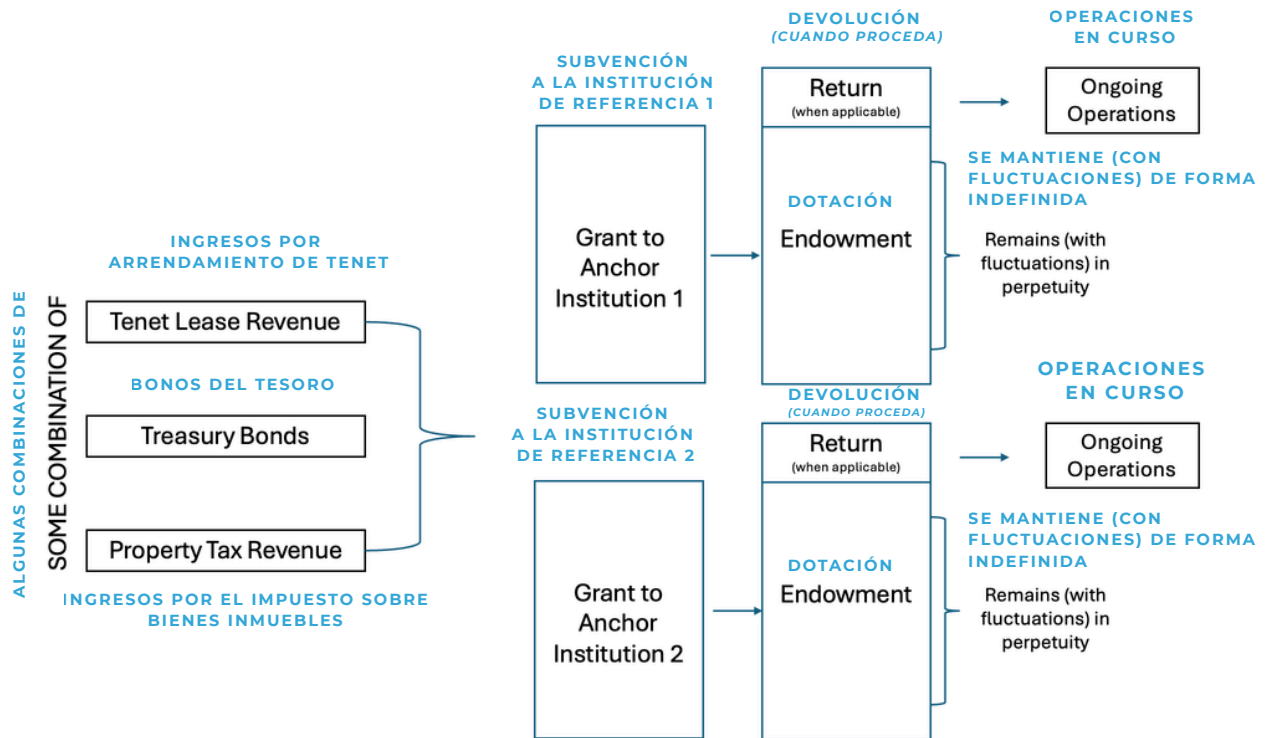 ALGUNAS COMBINACIONES DE
SOME COMBINATION OF
INGRESOS POR
ARRENDAMIENTO DE TENET
Tenet Lease Revenue
BONOS DEL TESORO
Treasury Bonds
Property Tax Revenue
INGRESOS POR EL IMPUESTO SOBRE
BIENES INMUEBLES
SUBVENCIÓN
A LA INSTITUCIÓN
DE REFERENCIA 1
Grant to
Anchor
Institution 1
DEVOLUCIÓN
(CUANDO PROCEDA)
Return
(when applicable)
DOTACIÓN
Endowment
OPERACIONES
EN CURSO
Ongoing
Operations
SE MANTIENE (CON
FLUCTUACIONES) DE FORMA
INDEFINIDA
Remains (with
fluctuations) in
perpetuity
SUBVENCIÓN
A LA INSTITUCIÓN
DE REFERENCIA 2
Grant to
Anchor
Institution 2
DEVOLUCIÓN
(CUANDO PROCEDA)
Return
(when applicable)
DOTACIÓN
Endowment
OPERACIONES
EN CURSO
Ongoing
Operations
SE MANTIENE (CON
FLUCTUACIONES) DE FORMA
INDEFINIDA
Remains (with
fluctuations) in
perpetuity